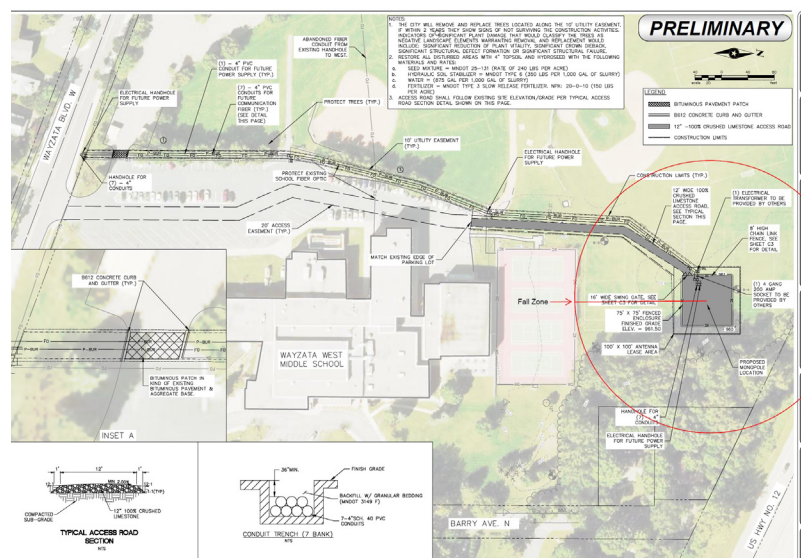 NOTES:
1. THE CITY WILL REMOVE AND REPLACE TREES LOCATED ALONG THE 10' UTILITY EASEMENT,
IF WITHIN 2 YEARS THEY SHOW SIGNS OF NOT SURVIVING THE CONSTRUCTION ACTIVITIES.
INDICATORS OF SIGNIFICANT PLANT DAMAGE THAT WOULD CLASSIFY THE TREES AS
NEGATIVE LANDSCAPE ELEMENTS WARRANTING REMOVAL AND REPLACEMENT WOULD
INCLUDE: SIGNIFICANT REDUCTION OF PLANT VITALITY, SIGNIFICANT CROWN DIEBACK,
SIGNIFICANT STRUCTURAL DEFECT FORMATION OR SIGNIFICANT STRUCTURAL FAILURE.
2. RESTORE ALL DISTURBED AREAS WITH 4" TOPSOIL AND HYDROSEED WITH THE FOLLOWING
MATERIALS AND RATES:
a. SEED MIXTURE = MNDOT 25-131 (RATE OF 240 LBS PER ACRE)
b. HYDRAULIC SOIL STABILIZER = MNDOT TYPE 6 (350 LBS PER 1,000 GAL OF SLURRY)
c. WATER = (875 GAL PER 1,000 GAL OF SLURRY)
d. FERTILIZER = MNDOT TYPE 3 SLOW RELEASE FERTILIZER, NPK: 20-0-10 (150 LBS
PER ACRE)
3. ACCESS ROAD SHALL FOLLOW EXISTING SITE ELEVATION/GRADE PER TYPICAL ACCESS
ROAD SECTION DETAIL SHOWN ON THIS PAGE.
PRELIMINARY
LEGEND
BITUMINOUS PAVEMENT PATCH
B612 CONCRETE CURB AND GUTTER
12" -100% CRUSHED LIMESTONE ACCESS ROAD
CONSTRUCTION LIMITS
ABANDONED FIBER
CONDUIT FROM
EXISTING HANDHOLE
TO WEST.
(1) - 4" PVC
CONDUIT FOR FUTURE
POWER SUPPLY (TYP.)
(7) - 4"
PVC
CONDUITS FOR
FUTURE
COMMUNICATION
FIBER (TYP.)
(SEE DETAIL
THIS PAGE)
ELECTRICAL HANDHOLE
FOR FUTURE POWER
SUPPLY
PROTECT TREES (TYP.)
WAYZATA BLVD. W
10' UTILITY EASEMENT
(TYP.)
ELECTRICAL HANDHOLE
FOR FUTURE POWER
SUPPLY
HANDHOLE FOR
(7) - 4"
CONDUITS
PROTECT EXISTING
SCHOOL FIBER OPTIC
CONSTRUCTION LIMITS (TYP.)
12' WIDE 100%
CRUSHED
LIMESTONE
ACCESS ROAD,
SEE TYPICAL
SECTION THIS
PAGE.
(1) ELECTRICAL
TRANSFORMER TO BE
PROVIDED BY OTHERS
8' HIGH
CHAIN LINK
FENCE, SEE
SHEET C3
FOR DETAIL
20' ACCESS
EASEMENT (TYP.)
MATCH EXISTING EDGE OF
PARKING LOT
B612 CONCRETE CURB
AND GUTTER (TYP.)
Fall Zone
16' WIDE SWING GATE, SEE
SHEET C3 FOR DETAIL
75' X 75' FENCED
ENCLOSURE
FINISHED GRADE
ELEV. = 961.50
100' X 100' ANTENNA
LEASE AREA
(1) 4 GANG
200 AMP
SOCKET TO BE
PROVIDED BY
OTHERS
PROPOSED
MONOPOLE
LOCATION
WAYZATA WEST
MIDDLE SCHOOL
BITUMINOUS PATCH IN
KIND OF EXISTING
BITUMINOUS PAVEMENT &
AGGREGATE BASE.
INSET A
HANDHOLE FOR
(7) - 4"
CONDUITS
ELECTRICAL HANDHOLE
FOR FUTURE POWER
SUPPLY
BARRY AVE. N
US HWY NO. 12
1' 12' 1'
MIN. 2.00%
1:1(TYP)
COMPACTED
SUB-GRADE
12" 100% CRUSHED
LIMESTONE
TYPICAL ACCESS ROAD
SECTION
NTS
36"MIN.
FINISH GRADE
BACKFILL W/ GRANULAR BEDDING
(MNDOT 3149 F)
7-4"SCH. 40 PVC
CONDUITS
CONDUIT TRENCH (7 BANK)
NTS